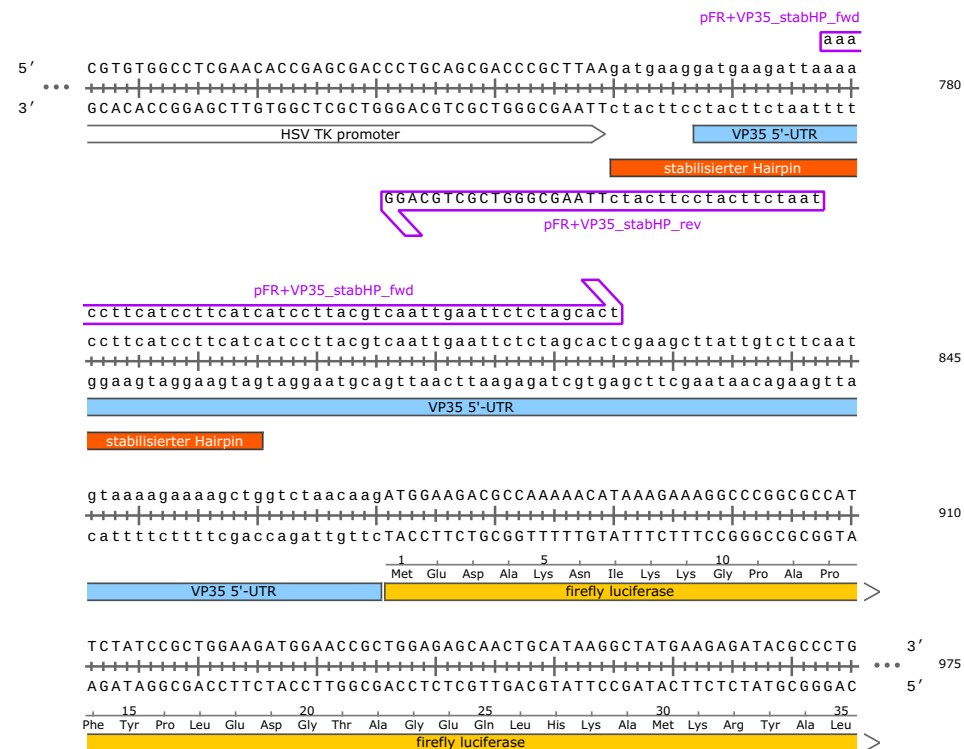 pFR+VP35_stabHP_fwd
aaa
5′ CGTGTGGCCTCGAACACCGAGCGACCCTGCAGCGACCCGCTTAAgatgaaggatgaagattaaaa
••• 780
3′ GCACACCGGAGCTTGTGGCTCGCTGGGACGTCGCTGGGCGAATTctacttcctacttctaatttt
HSV TK promoter VP35 5'-UTR
stabilisierter Hairpin
GGACGTCGCTGGGCGAATTctacttcctacttctaat
pFR+VP35_stabHP_rev
pFR+VP35_stabHP_fwd
ccttcatccttcatcatccttacgtcaattgaattctctagcact
ccttcatccttcatcatccttacgtcaattgaattctctagcactcgaagcttattgtcttcaat
845
ggaagtaggaagtagtaggaatgcagttaacttaagagatcgtgagcttcgaataacagaagtta
VP35 5'-UTR
stabilisierter Hairpin
gtaaaagaaaagctggtctaacaagATGGAAGACGCCAAAAACATAAAGAAAGGCCCGGCGCCAT
910
cattttcttttcgaccagattgttcTACCTTCTGCGGTTTTTGTATTTCTTTCCGGGCCGCGGTA
1 5 10
Met Glu Asp Ala Lys Asn Ile Lys Lys Gly Pro Ala Pro
VP35 5'-UTR firefly luciferase
TCTATCCGCTGGAAGATGGAACCGCTGGAGAGCAACTGCATAAGGCTATGAAGAGATACGCCCTG 3′
••• 975
AGATAGGCGACCTTCTACCTTGGCGACCTCTCGTTGACGTATTCCGATACTTCTCTATGCGGGAC 5′
15 20 25 30 35
Phe Tyr Pro Leu Glu Asp Gly Thr Ala Gly Glu Gln Leu His Lys Ala Met Lys Arg Tyr Ala Leu
firefly luciferase